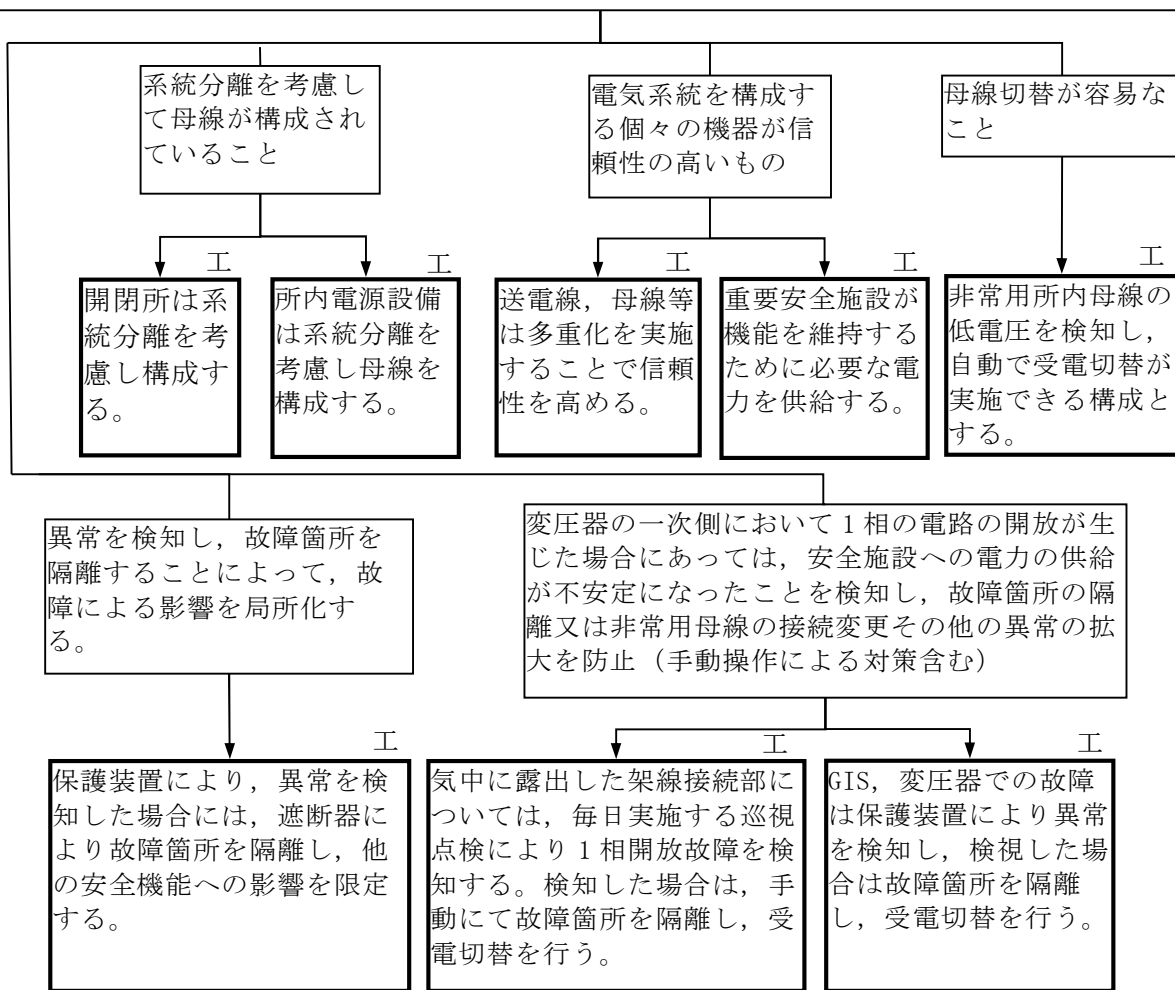 系統分離を考慮し
て母線が構成され
ていること
電気系統を構成す
る個々の機器が信
頼性の高いもの
母線切替が容易な
こと
工
開閉所は系
統分離を考
慮し構成す
る。
工
所内電源設備
は系統分離を
考慮し母線を
構成する。
工
送電線,母線等
は多重化を実施
することで信頼
性を高める。
工
重要安全施設が
機能を維持する
ために必要な電
力を供給する。
工
非常用所内母線の
低電圧を検知し,
自動で受電切替が
実施できる構成と
する。
異常を検知し,故障箇所を
隔離することによって,故
障による影響を局所化す
る。
変圧器の一次側において1相の電路の開放が生
じた場合にあっては,安全施設への電力の供給
が不安定になったことを検知し,故障箇所の隔
離又は非常用母線の接続変更その他の異常の拡
大を防止(手動操作による対策含む)
工
保護装置により,異常を検
知した場合には,遮断器に
より故障箇所を隔離し,他
の安全機能への影響を限定
する。
工
気中に露出した架線接続部に
ついては,毎日実施する巡視
点検により1相開放故障を検
知する。検知した場合は,手
動にて故障箇所を隔離し,受
電切替を行う。
工
GIS,変圧器での故障
は保護装置により異常
を検知し,検視した場
合は故障箇所を隔離
し,受電切替を行う。